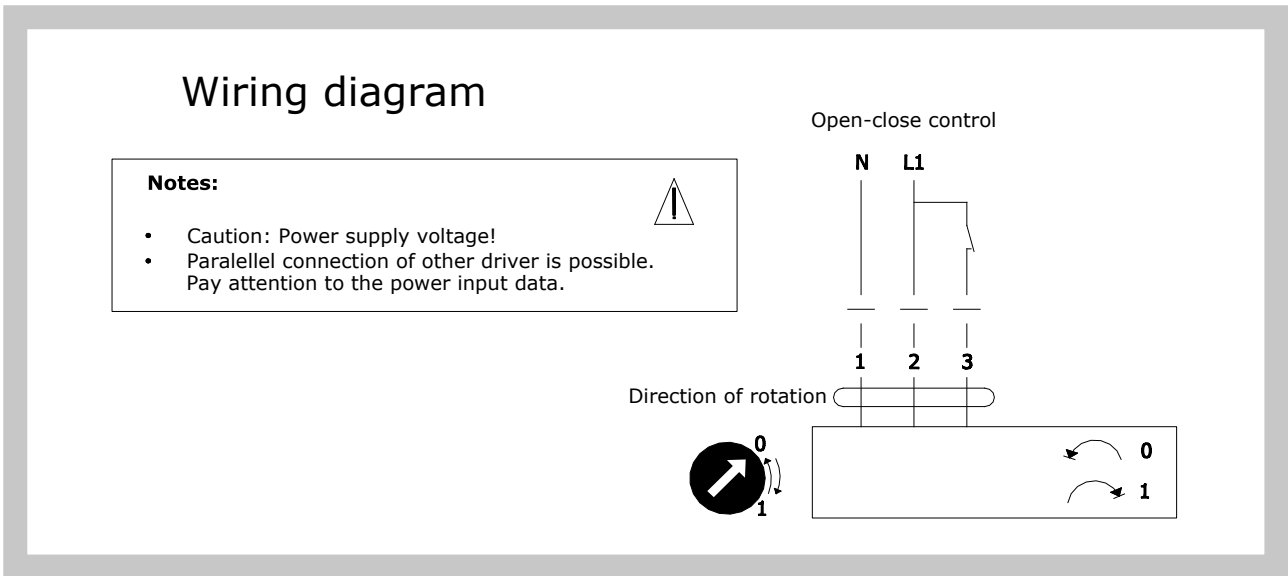 Wiring diagram
Open-close control
N L1
Notes:
• Caution: Power supply voltage!
• Paralellel connection of other driver is possible.
Pay attention to the power input data.
1 2 3
Direction of rotation
0
1
0
1